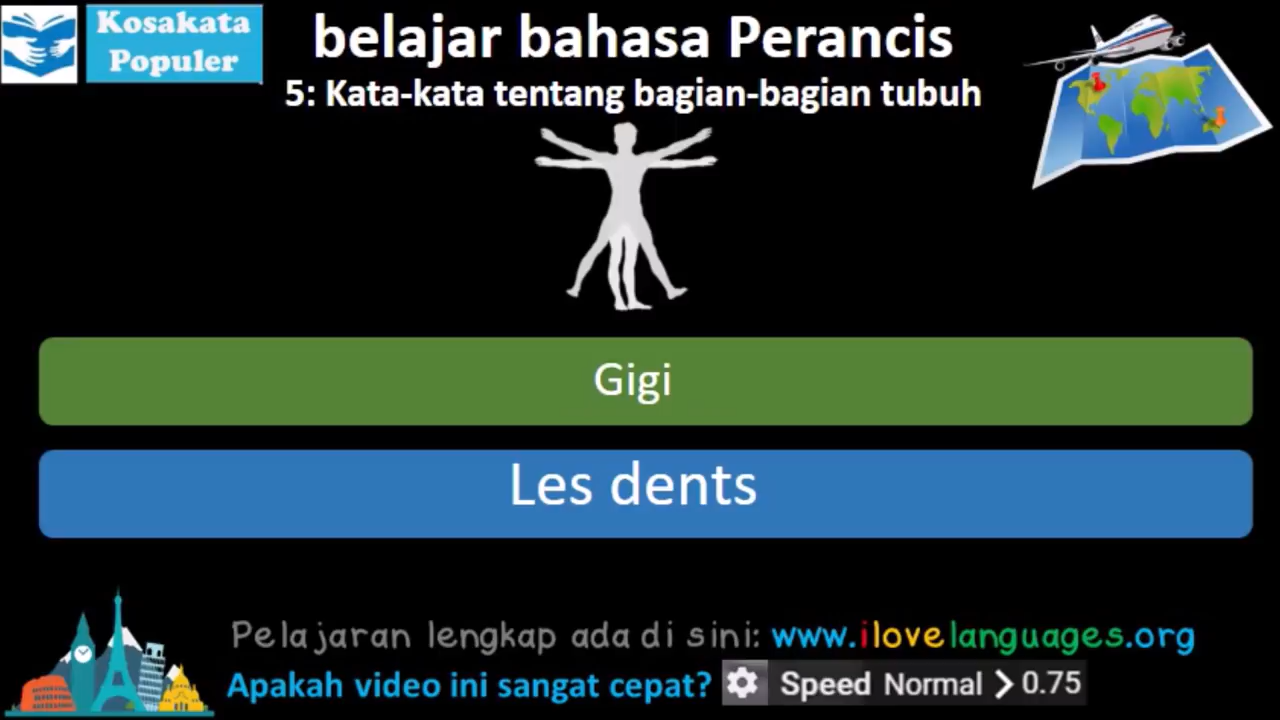 Kosakata
Populer
belajar bahasa Perancis
5: Kata-kata tentang bagian-bagian tubuh
Gigi
Les dents
Pelajaran lengkap ada di sini: www.ilovelanguages.org
Apakah video ini sangat cepat? Speed Normal > 0.75